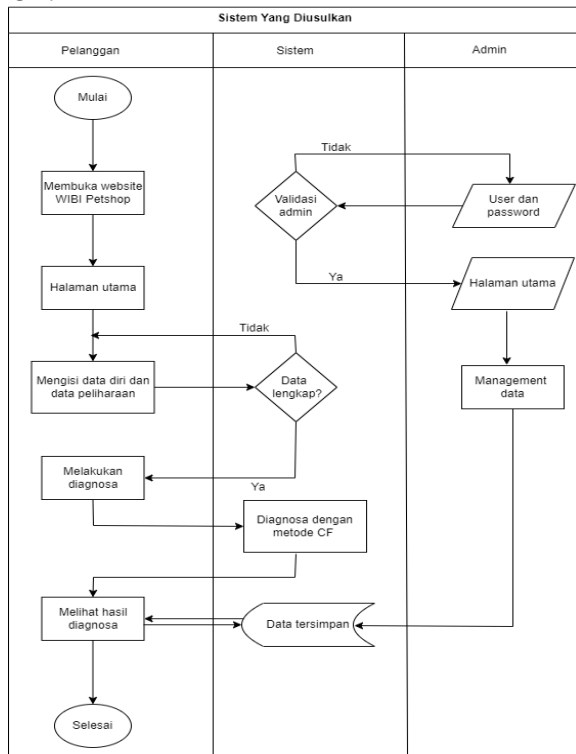 Sistem Yang Diusulkan
Pelanggan
Sistem
Admin
Mulai
Tidak
Membuka website
WIBI Petshop
Validasi
admin
User dan
password
Ya
Halaman utama
Halaman utama
Tidak
Mengisi data diri dan
data peliharaan
Data
lengkap?
Management
data
Melakukan
diagnosa
Ya
Diagnosa dengan
metode CF
Melihat hasil
diagnosa
Data tersimpan
Selesai